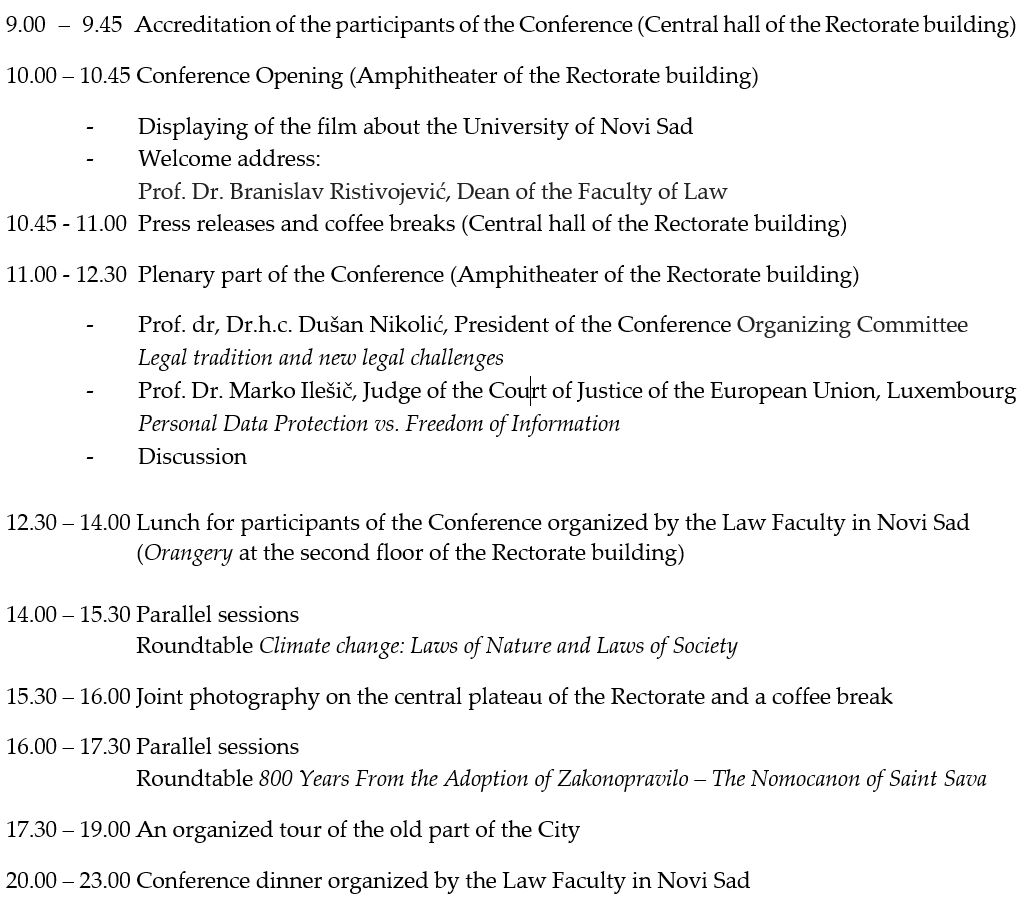 9.00 – 9.45 Accreditation of the participants of the Conference (Central hall of the Rectorate building)
10.00 – 10.45 Conference Opening (Amphitheater of the Rectorate building)
- Displaying of the film about the University of Novi Sad
- Welcome address:
Prof. Dr. Branislav Ristivojević, Dean of the Faculty of Law
10.45 - 11.00 Press releases and coffee breaks (Central hall of the Rectorate building)
11.00 - 12.30 Plenary part of the Conference (Amphitheater of the Rectorate building)
- Prof. dr, Dr.h.c. Dušan Nikolić, President of the Conference Organizing Committee
Legal tradition and new legal challenges
- Prof. Dr. Marko Ilešič, Judge of the Court of Justice of the European Union, Luxembourg
Personal Data Protection vs. Freedom of Information
- Discussion
12.30 – 14.00 Lunch for participants of the Conference organized by the Law Faculty in Novi Sad
(Orangery at the second floor of the Rectorate building)
14.00 – 15.30 Parallel sessions
Roundtable Climate change: Laws of Nature and Laws of Society
15.30 – 16.00 Joint photography on the central plateau of the Rectorate and a coffee break
16.00 – 17.30 Parallel sessions
Roundtable 800 Years From the Adoption of Zakonopravilo – The Nomocanon of Saint Sava
17.30 – 19.00 An organized tour of the old part of the City
20.00 – 23.00 Conference dinner organized by the Law Faculty in Novi Sad